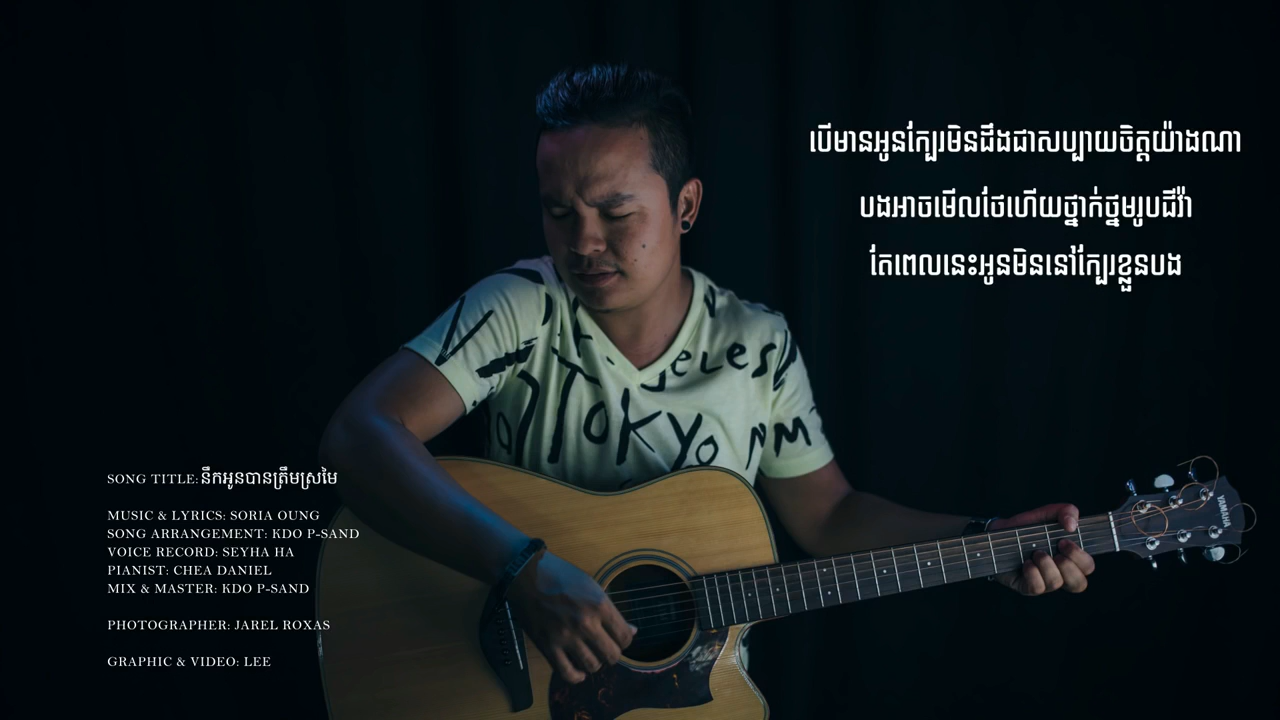 បើមានអូនក្បែរមិនដឹងជាសប្បាយចិត្តយ៉ាងណា
បងអាចមើលថែហើយថ្នាក់ថ្នមរូបជីវ៉ា
តែពេលនេះអូនមិននៅក្បែរខ្លួនបង
eLeS
TOKYO
YAMAHA
SONG TITLE: នឹកអូនបានត្រឹមស្រមៃ
MUSIC & LYRICS: SORIA OUNG
SONG ARRANGEMENT: KDO P-SAND
VOICE RECORD: SEYHA HA
PIANIST: CHEA DANIEL
MIX & MASTER: KDO P-SAND
PHOTOGRAPHER: JAREL ROXAS
GRAPHIC & VIDEO: LEE